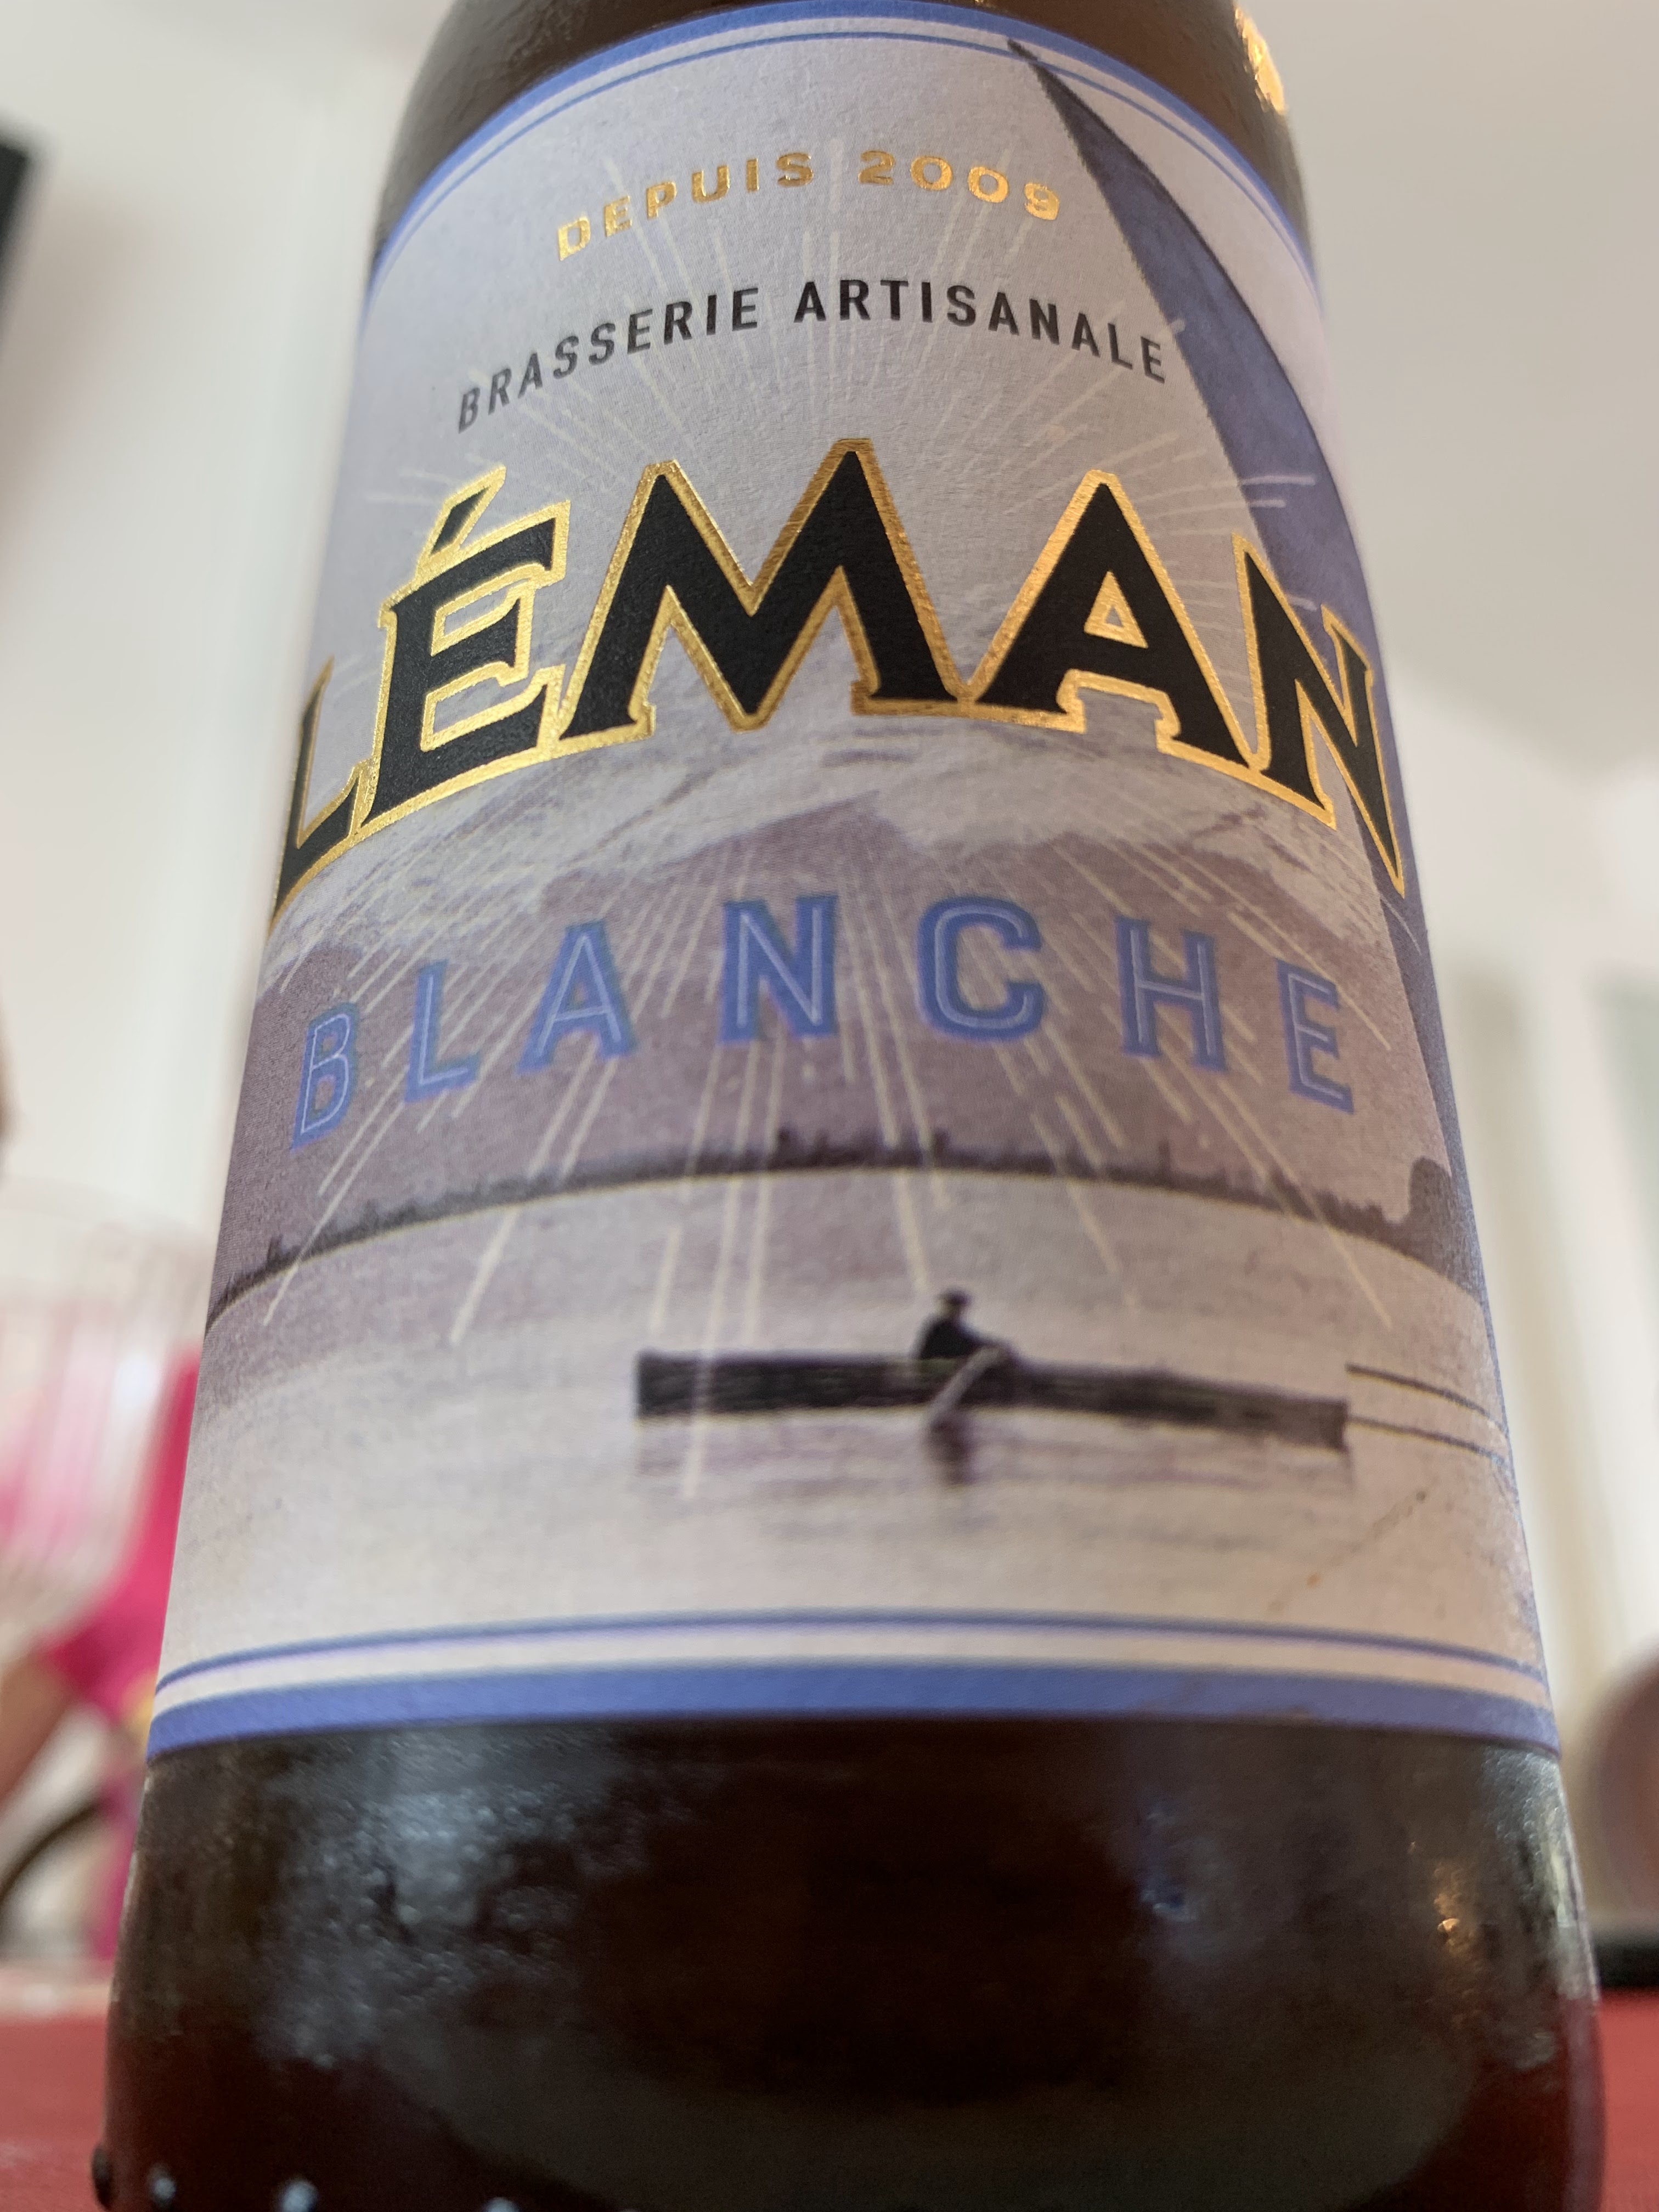 DEPUIS 2009
BRASSERIE ARTISANALE
LÉMAN
BLANCHE